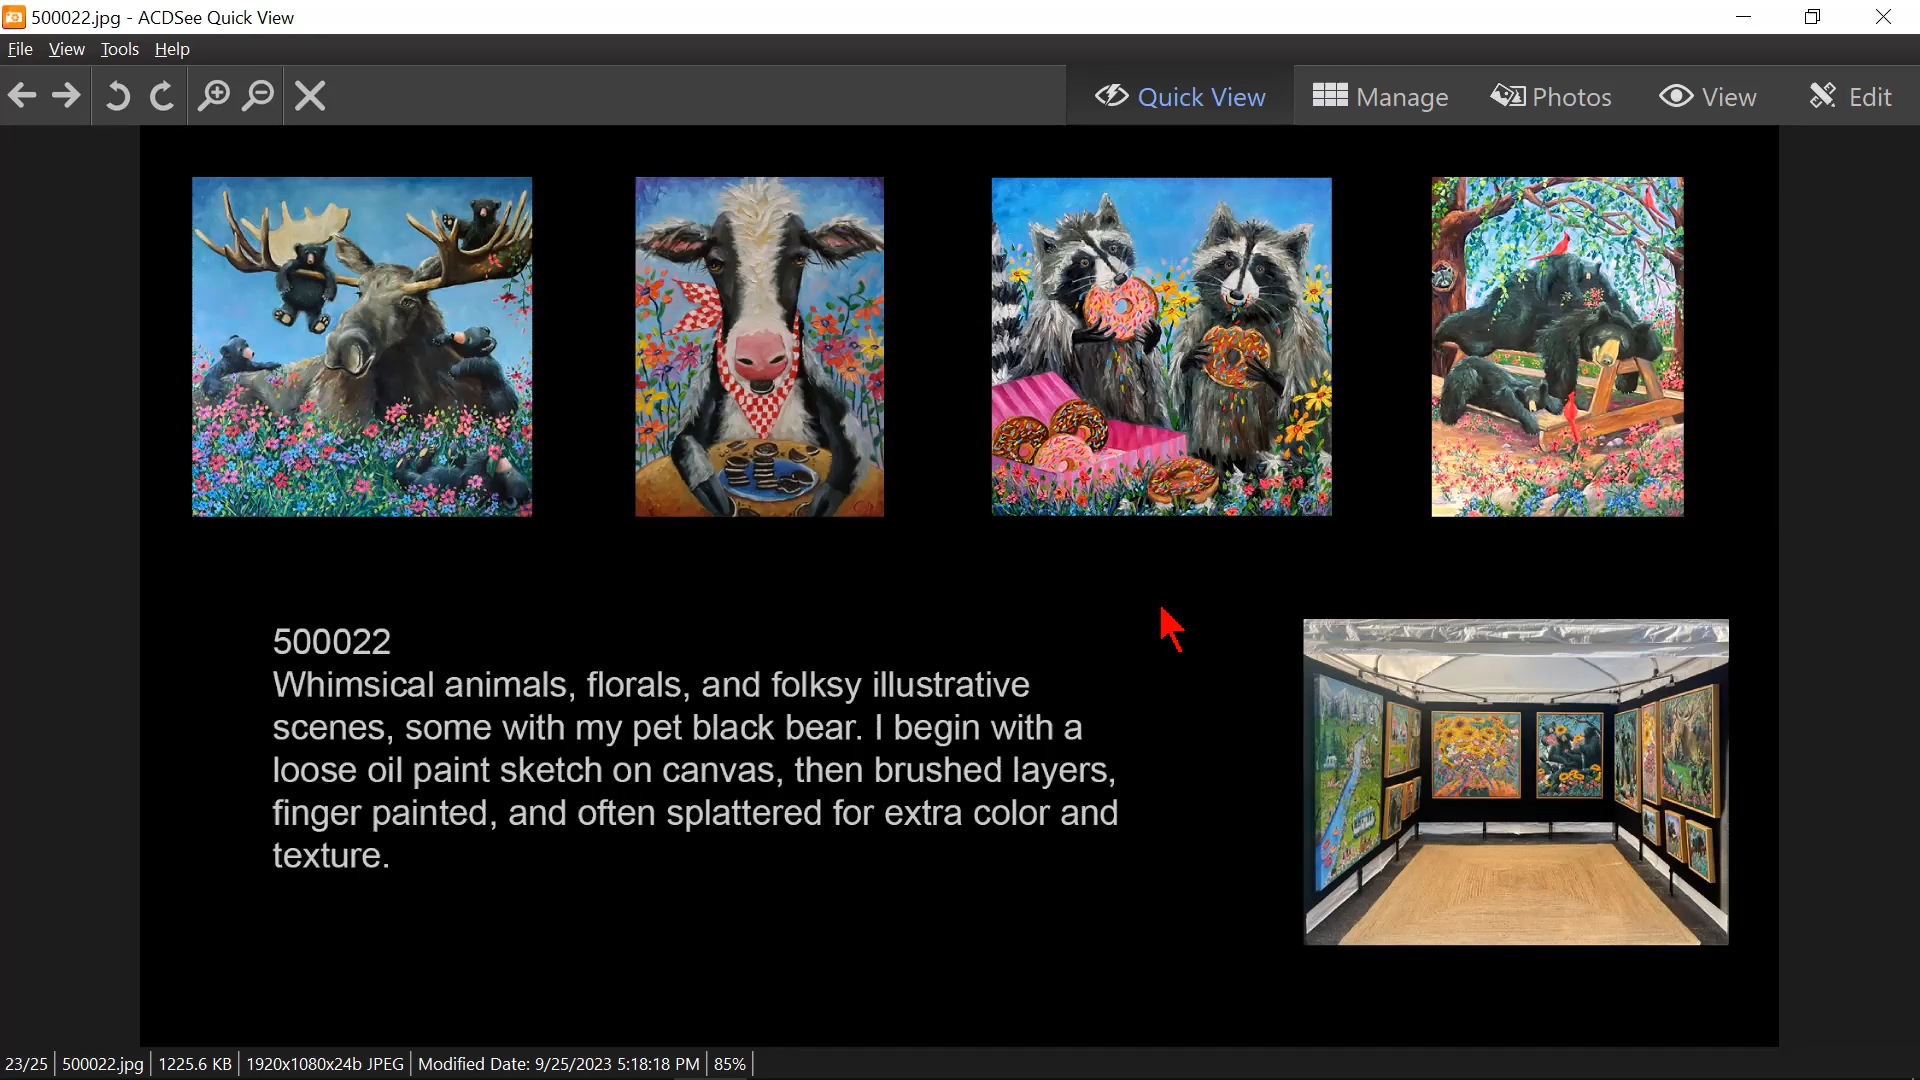 500022.jpg - ACDSee Quick View
File View Tools Help
Quick View Manage Photos View Edit
500022
Whimsical animals, florals, and folksy illustrative
scenes, some with my pet black bear. I begin with a
loose oil paint sketch on canvas, then brushed layers,
finger painted, and often splattered for extra color and
texture.
23/25 500022.jpg 1225.6 KB 1920x1080x24b JPEG Modified Date: 9/25/2023 5:18:18 PM 85%